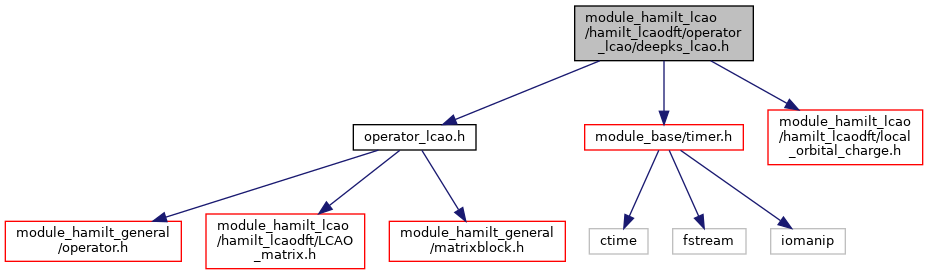 module_hamilt_lcao
/hamilt_lcaodft/operator
_lcao/deepks_lcao.h
operator_lcao.h
module_base/timer.h
module_hamilt_lcao
/hamilt_lcaodft/local
_orbital_charge.h
module_hamilt_general
/operator.h
module_hamilt_lcao
/hamilt_lcaodft/LCAO
_matrix.h
module_hamilt_general
/matrixblock.h
ctime
fstream
iomanip